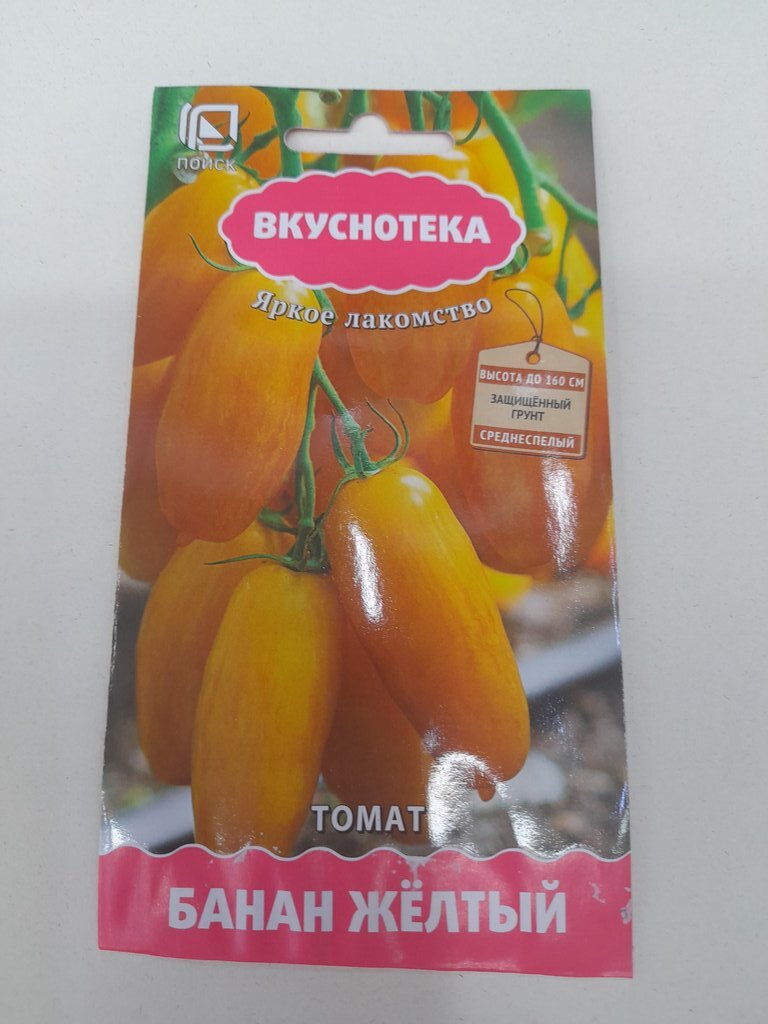 ПОИСК
ВКУСНОТЕКА
Яркое лакомство
ВЫСОТА ДО 160 СМ
ЗАЩИЩЁННЫЙ
ГРУНТ
СРЕДНЕСПЕЛЫЙ
ТОМАТ
БАНАН ЖЁЛТЫЙ